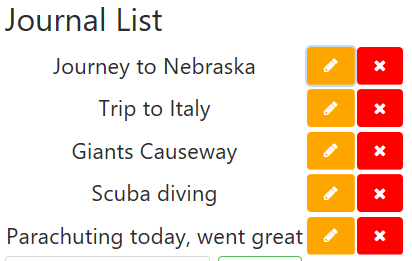 Journal List
Journey to Nebraska
Trip to Italy
Giants Causeway
Scuba diving
Parachuting today, went great